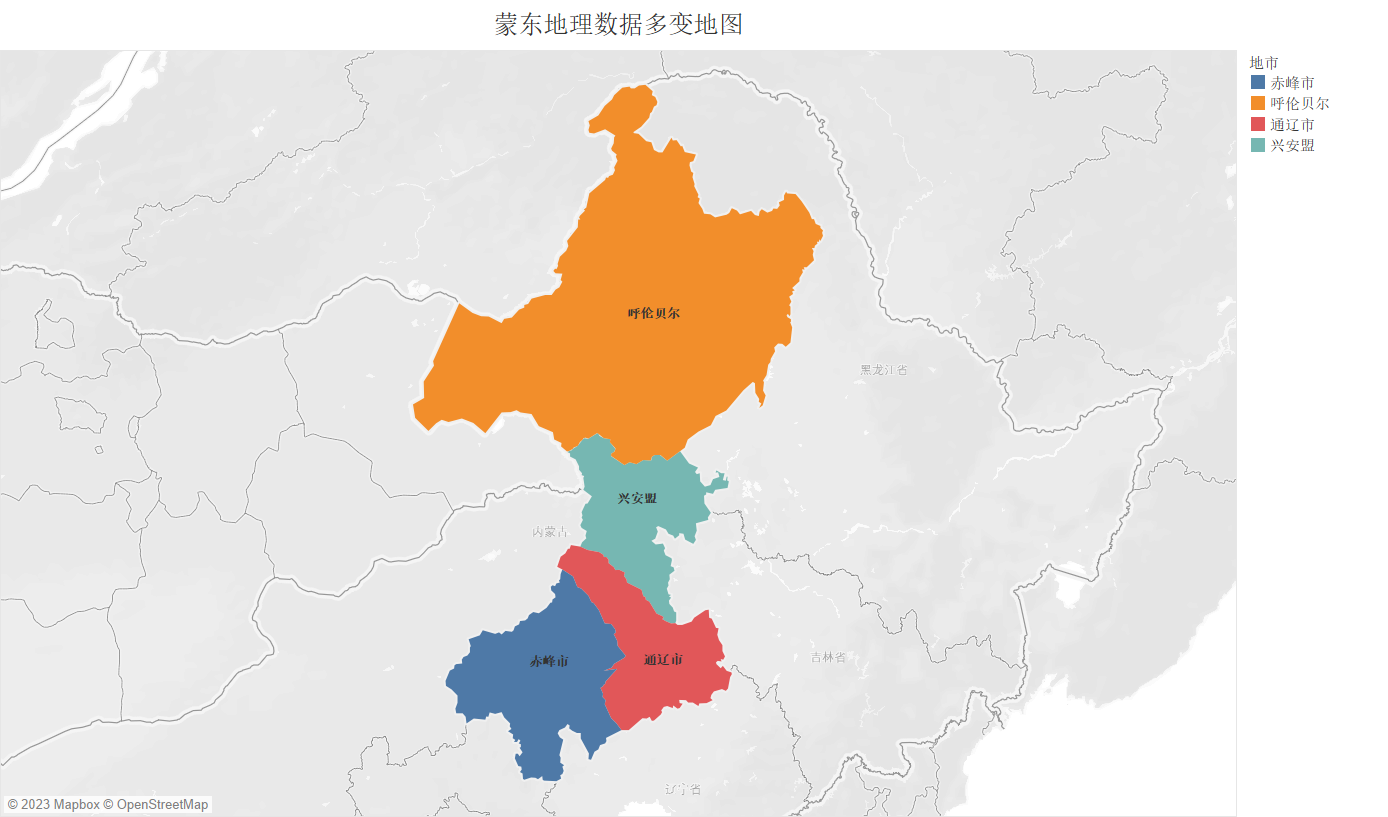 蒙东地理数据多变地图
地市
赤峰市
呼伦贝尔
通辽市
兴安盟
呼伦贝尔
黑龙江省
兴安盟
内蒙古
吉林省
赤峰市
通辽市
辽宁省
© 2023 Mapbox © OpenStreetMap